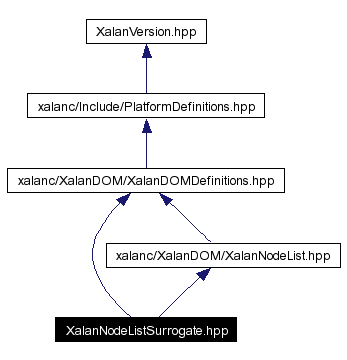 XalanVersion.hpp
xalanc/Include/PlatformDefinitions.hpp
xalanc/XalanDOM/XalanDOMDefinitions.hpp
xalanc/XalanDOM/XalanNodeList.hpp
XalanNodeListSurrogate.hpp